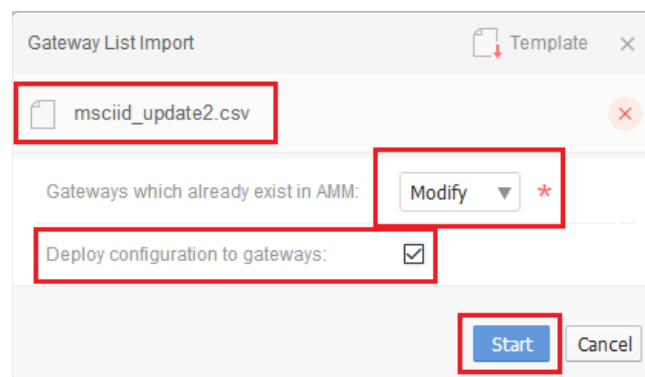 Gateway List Import Template
msciid_update2.csv
Gateways which already exist in AMM: Modify *
Deploy configuration to gateways:
Start Cancel